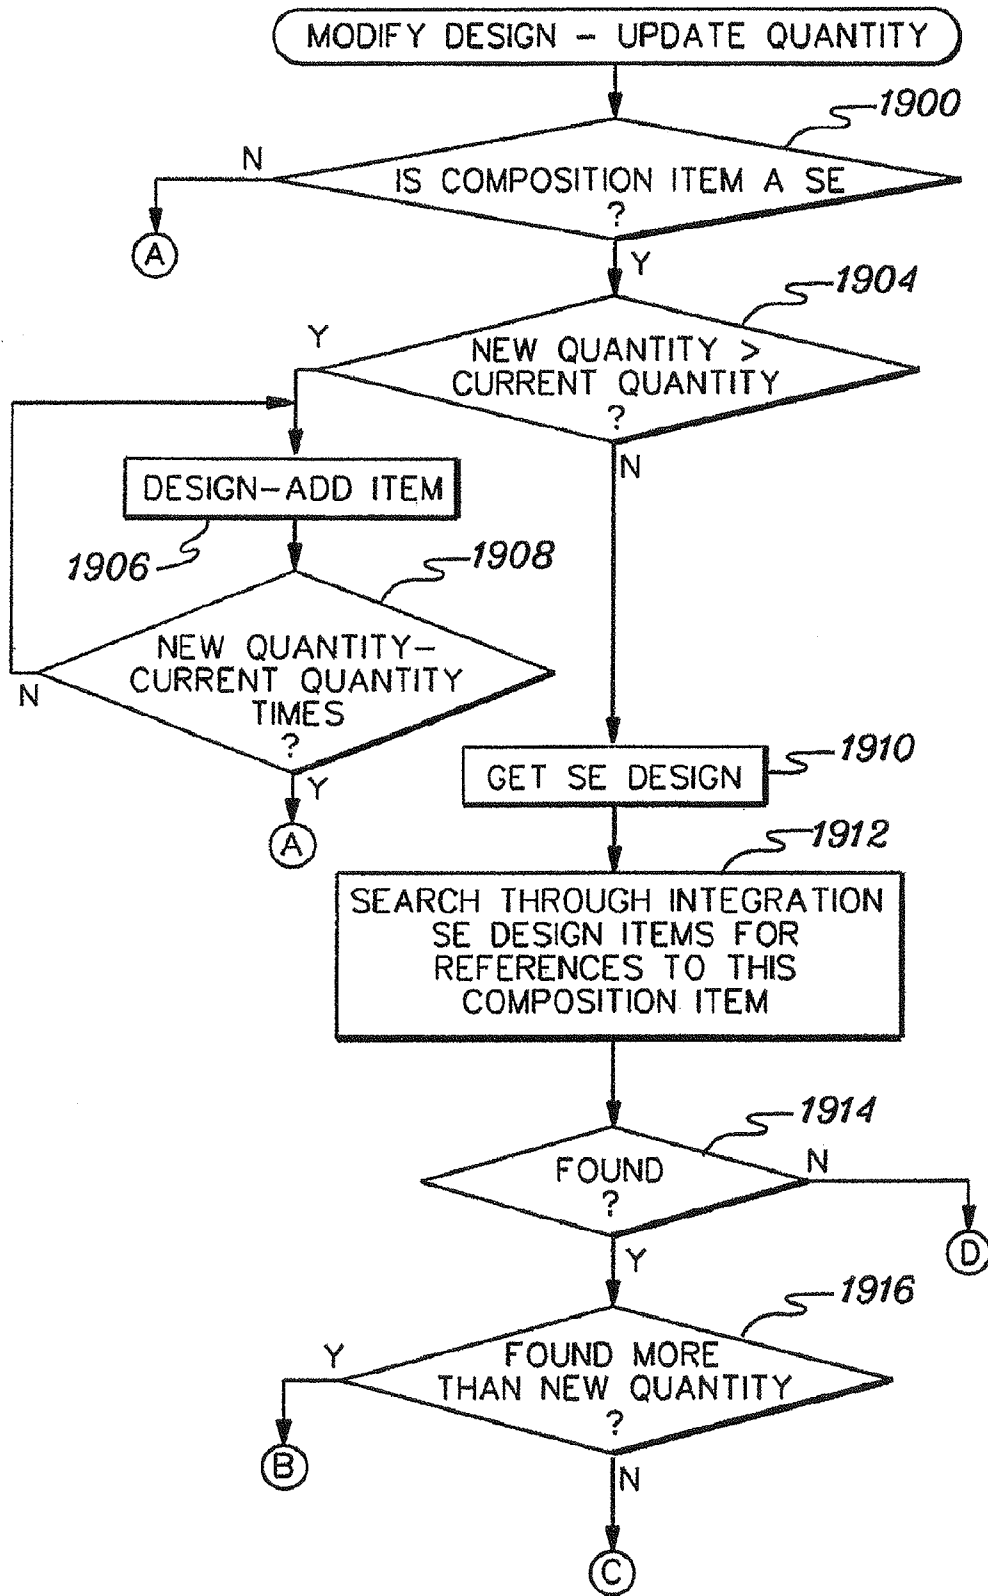 MODIFY DESIGN - UPDATE QUANTITY
1900
N
IS COMPOSITION ITEM A SE
?
A
Y
1904
Y
NEW QUANTITY >
CURRENT QUANTITY
?
N
DESIGN-ADD ITEM
1906
1908
NEW QUANTITY-
CURRENT QUANTITY
TIMES
?
N
Y
A
1910
GET SE DESIGN
1912
SEARCH THROUGH INTEGRATION
SE DESIGN ITEMS FOR
REFERENCES TO THIS
COMPOSITION ITEM
1914
FOUND
?
N
D
Y
1916
Y
FOUND MORE
THAN NEW QUANTITY
?
B
N
C